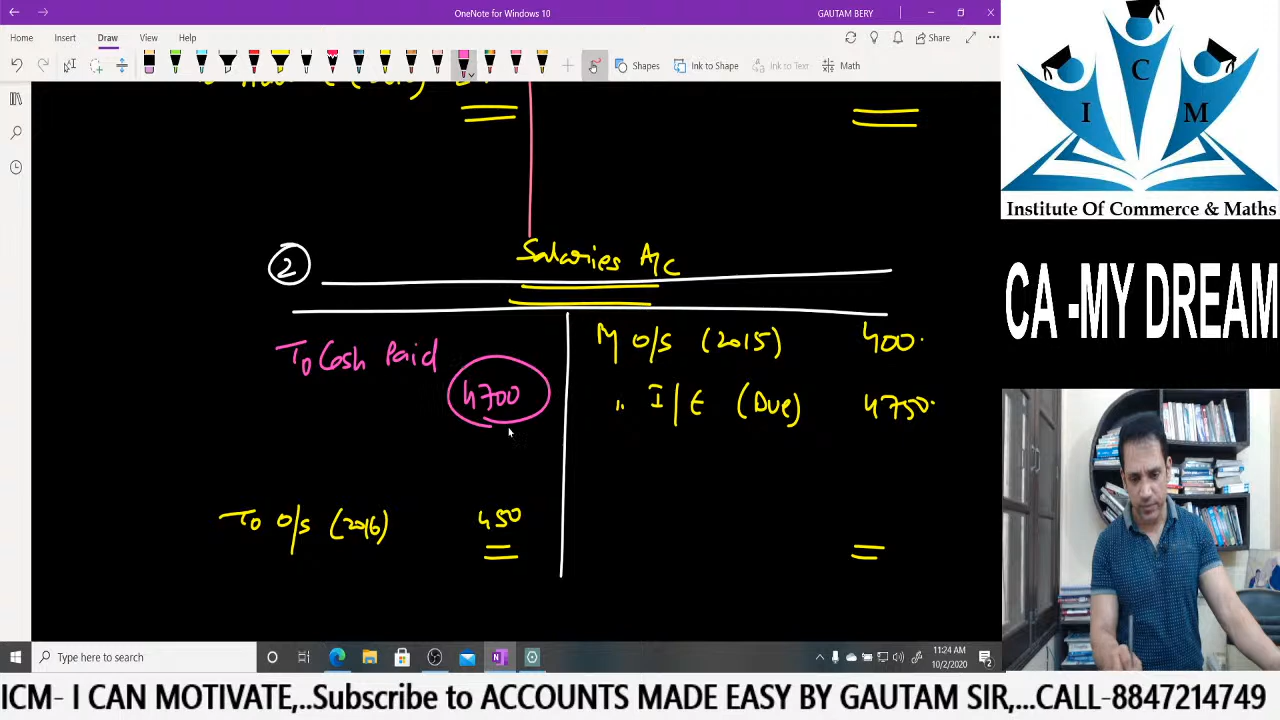 OneNote for Windows 10
GAUTAM BERY
Home Insert Draw View Help
Share
Shapes
Ink to Shape
Ink to Text
Math
I C M
Institute Of Commerce & Maths
CA -MY DREAM
2
Salaries A/c
To Cash Paid
4700
By O/s (2015) 400.
" I/E (Due) 4750.
To O/s (2016) 450
Type here to search
11:24 AM
10/2/2020
2
ICM- I CAN MOTIVATE,..Subscribe to ACCOUNTS MADE EASY BY GAUTAM SIR,...CALL-8847214749